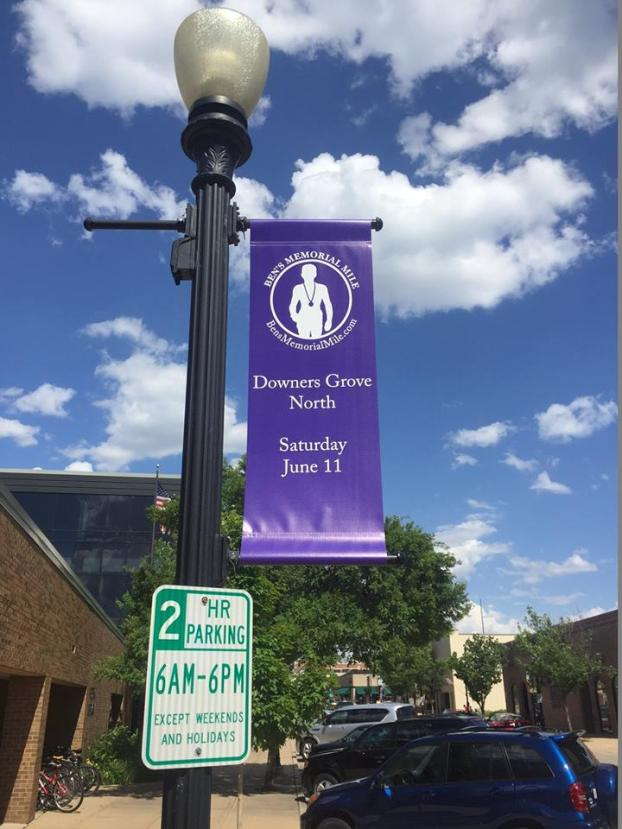 BEN'S MEMORIAL MILE
BensMemorialMile.com
Downers Grove
North
Saturday
June 11
2 HR
PARKING
6AM-6PM
EXCEPT WEEKENDS
AND HOLIDAYS